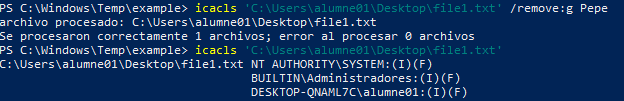 PS C:\Windows\Temp\example> icacls 'C:\Users\alumne01\Desktop\file1.txt' /remove:g Pepe
archivo procesado: C:\Users\alumne01\Desktop\file1.txt
Se procesaron correctamente 1 archivos; error al procesar 0 archivos
PS C:\Windows\Temp\example> icacls 'C:\Users\alumne01\Desktop\file1.txt'
C:\Users\alumne01\Desktop\file1.txt NT AUTHORITY\SYSTEM:(I)(F)
BUILTIN\Administradores:(I)(F)
DESKTOP-QNAML7C\alumne01:(I)(F)